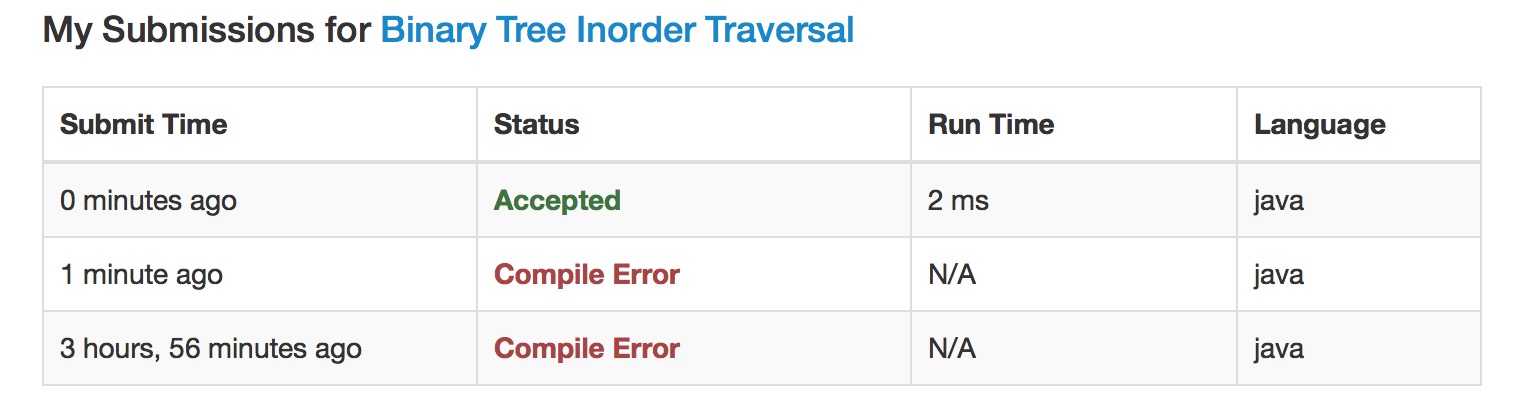 My Submissions for Binary Tree Inorder Traversal
Submit Time Status Run Time Language
0 minutes ago Accepted 2 ms java
1 minute ago Compile Error N/A java
3 hours, 56 minutes ago Compile Error N/A java